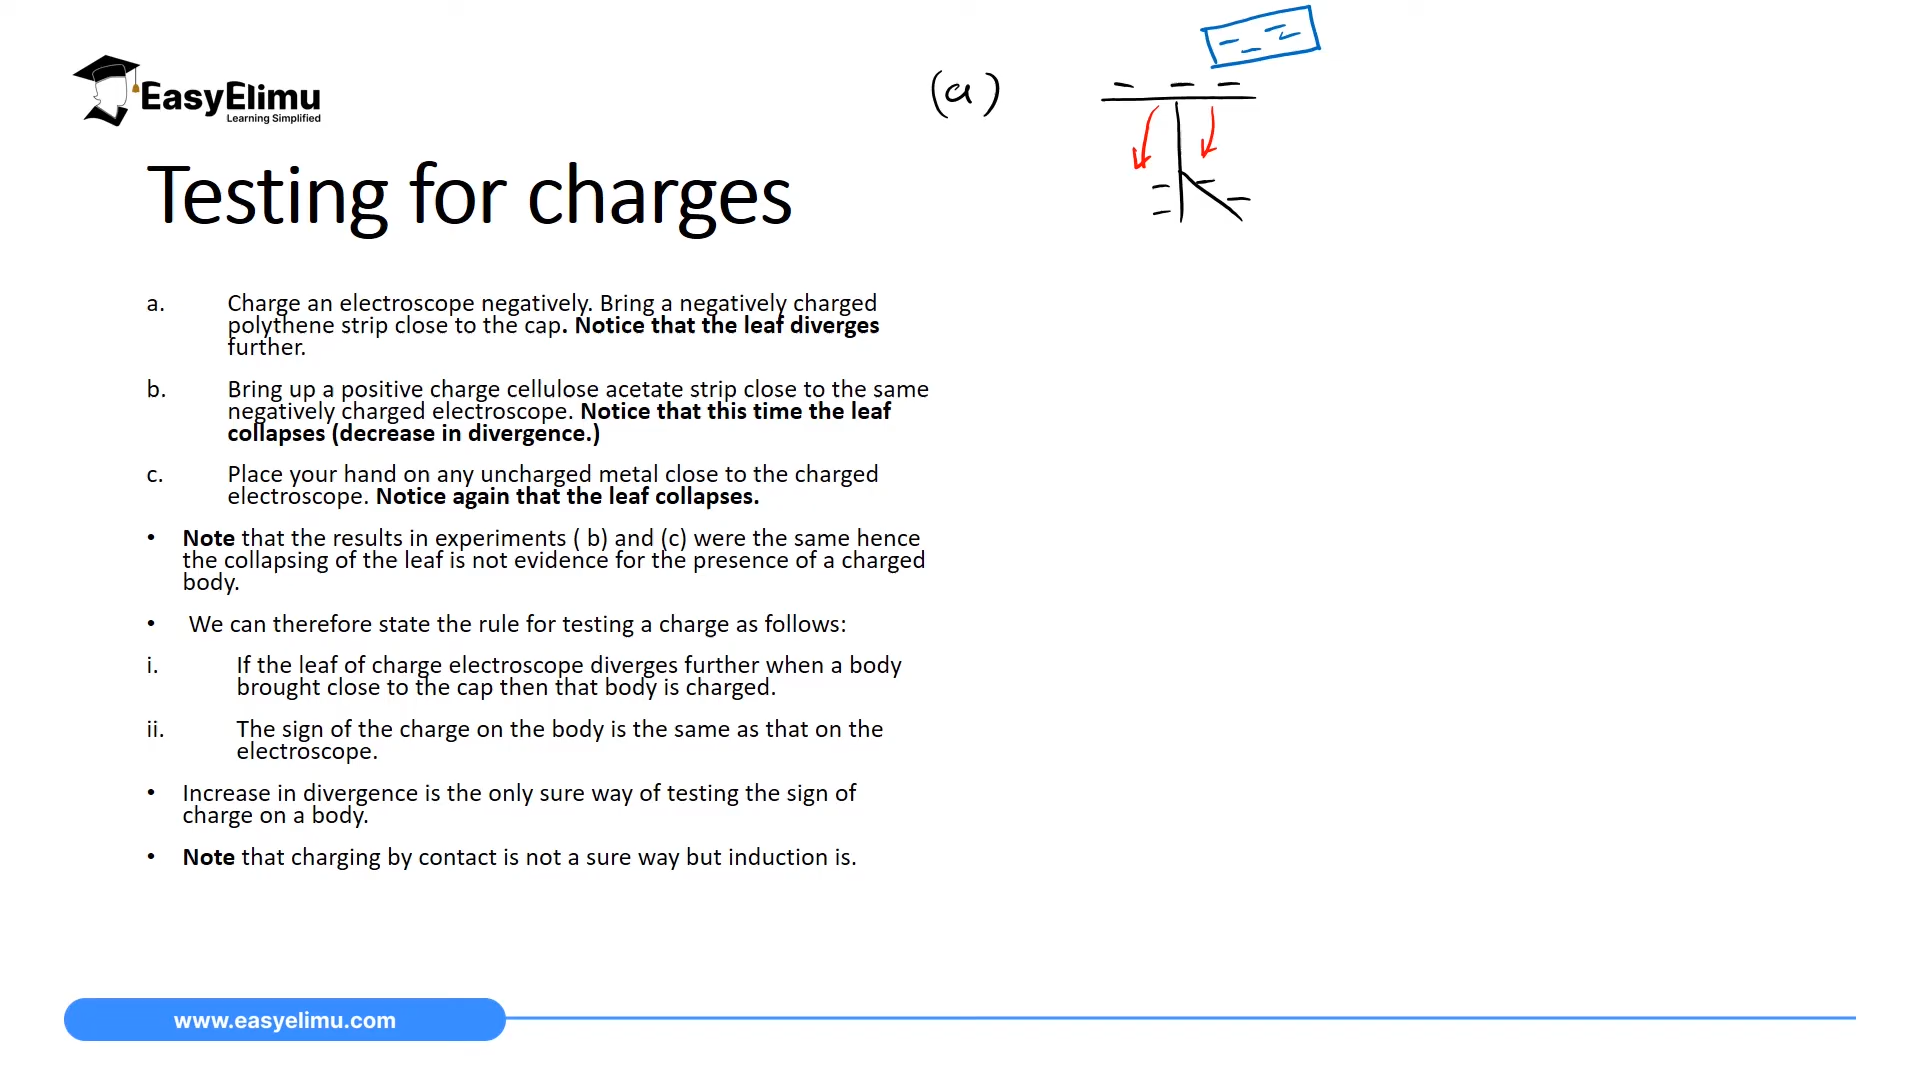 EasyElimu
Learning Simplified
(a)
Testing for charges
a. Charge an electroscope negatively. Bring a negatively charged
polythene strip close to the cap. Notice that the leaf diverges
further.
b. Bring up a positive charge cellulose acetate strip close to the same
negatively charged electroscope. Notice that this time the leaf
collapses (decrease in divergence.)
c. Place your hand on any uncharged metal close to the charged
electroscope. Notice again that the leaf collapses.
• Note that the results in experiments ( b) and (c) were the same hence
the collapsing of the leaf is not evidence for the presence of a charged
body.
• We can therefore state the rule for testing a charge as follows:
i. If the leaf of charge electroscope diverges further when a body
brought close to the cap then that body is charged.
ii. The sign of the charge on the body is the same as that on the
electroscope.
• Increase in divergence is the only sure way of testing the sign of
charge on a body.
• Note that charging by contact is not a sure way but induction is.
www.easyelimu.com